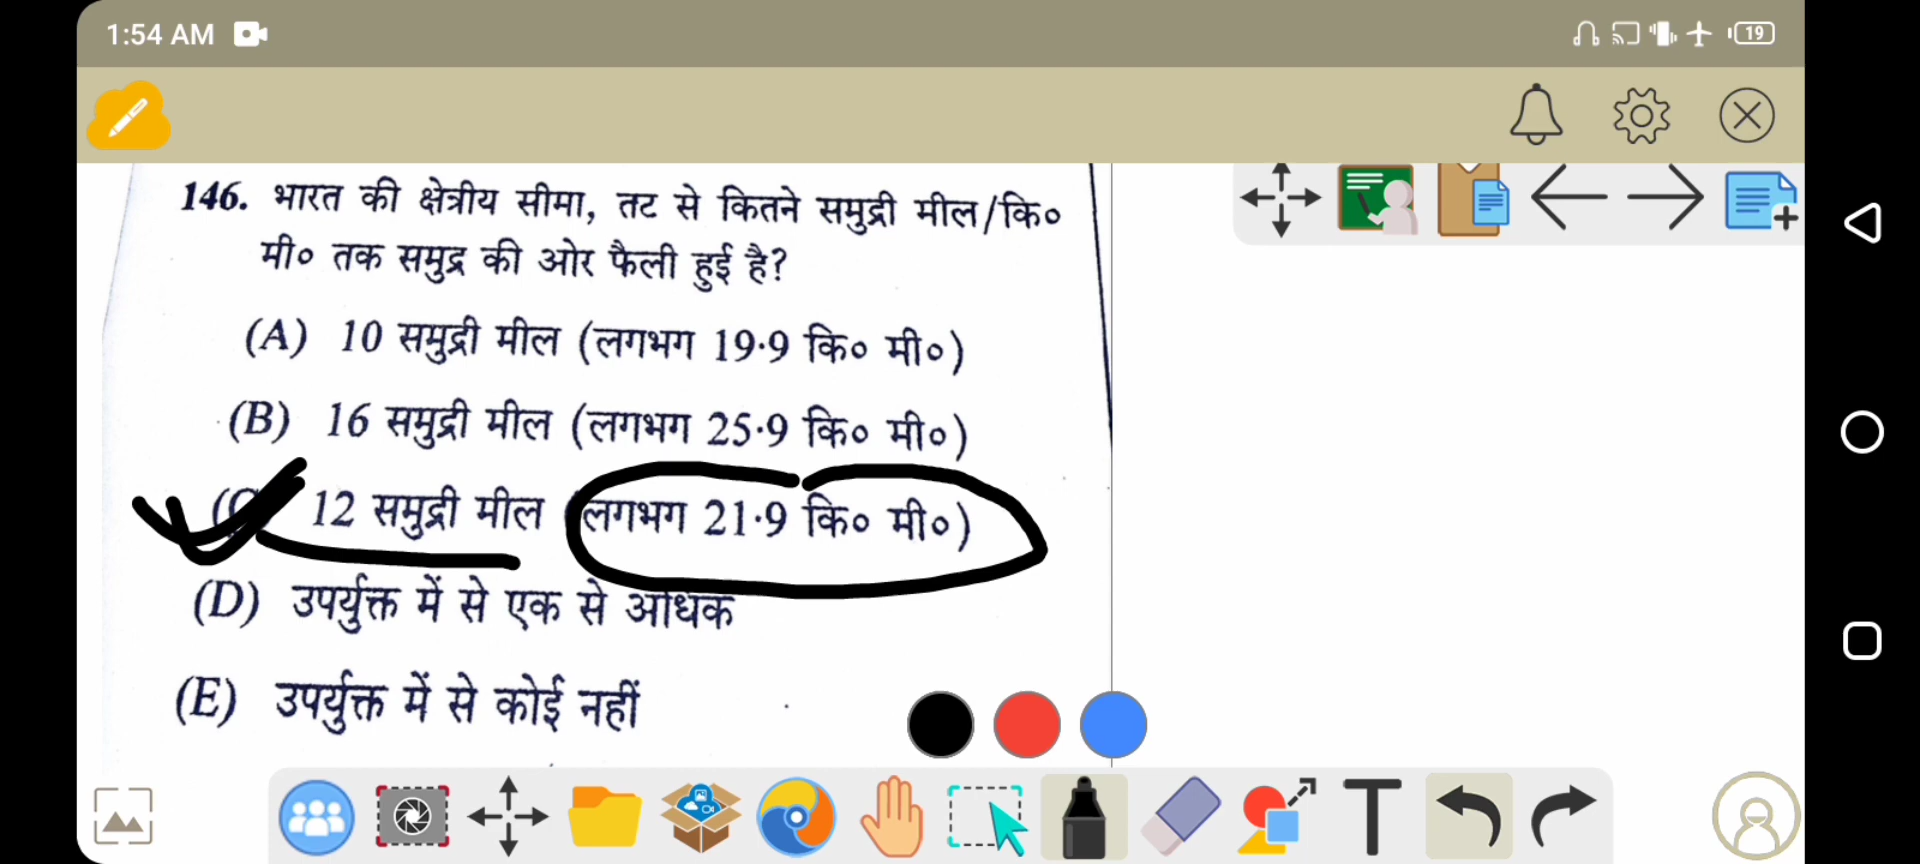 1:54 AM
19
146. भारत की क्षेत्रीय सीमा, तट से कितने समुद्री मील/कि०
मी० तक समुद्र की ओर फैली हुई है?
(A) 10 समुद्री मील (लगभग 19·9 कि० मी०)
(B) 16 समुद्री मील (लगभग 25·9 कि० मी०)
(C) 12 समुद्री मील (लगभग 21·9 कि० मी०)
(D) उपर्युक्त में से एक से अधिक
(E) उपर्युक्त में से कोई नहीं
T